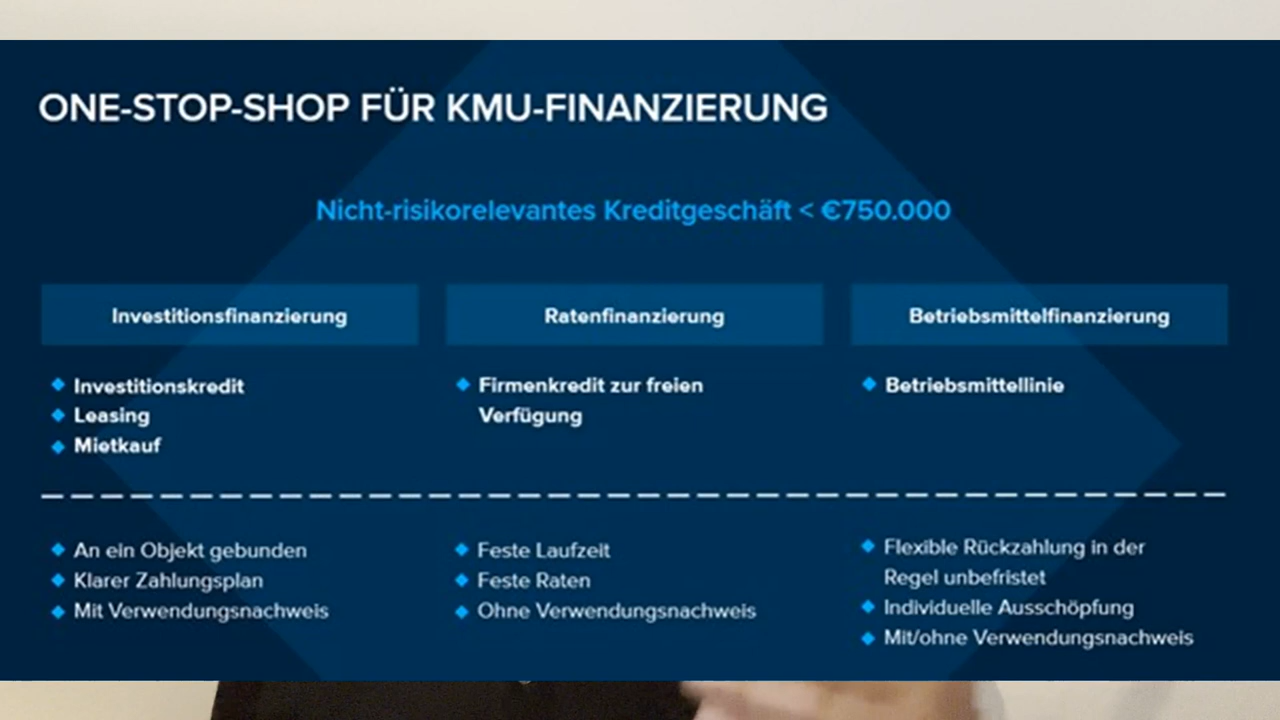 ONE-STOP-SHOP FÜR KMU-FINANZIERUNG
Nicht-risikorelevantes Kreditgeschäft < €750.000
Investitionsfinanzierung
Investitionskredit
Leasing
Mietkauf
An ein Objekt gebunden
Klarer Zahlungsplan
Mit Verwendungsnachweis
Ratenfinanzierung
Firmenkredit zur freien
Verfügung
Feste Laufzeit
Feste Raten
Ohne Verwendungsnachweis
Betriebsmittelfinanzierung
Betriebsmittellinie
Flexible Rückzahlung in der
Regel unbefristet
Individuelle Ausschöpfung
Mit/ohne Verwendungsnachweis